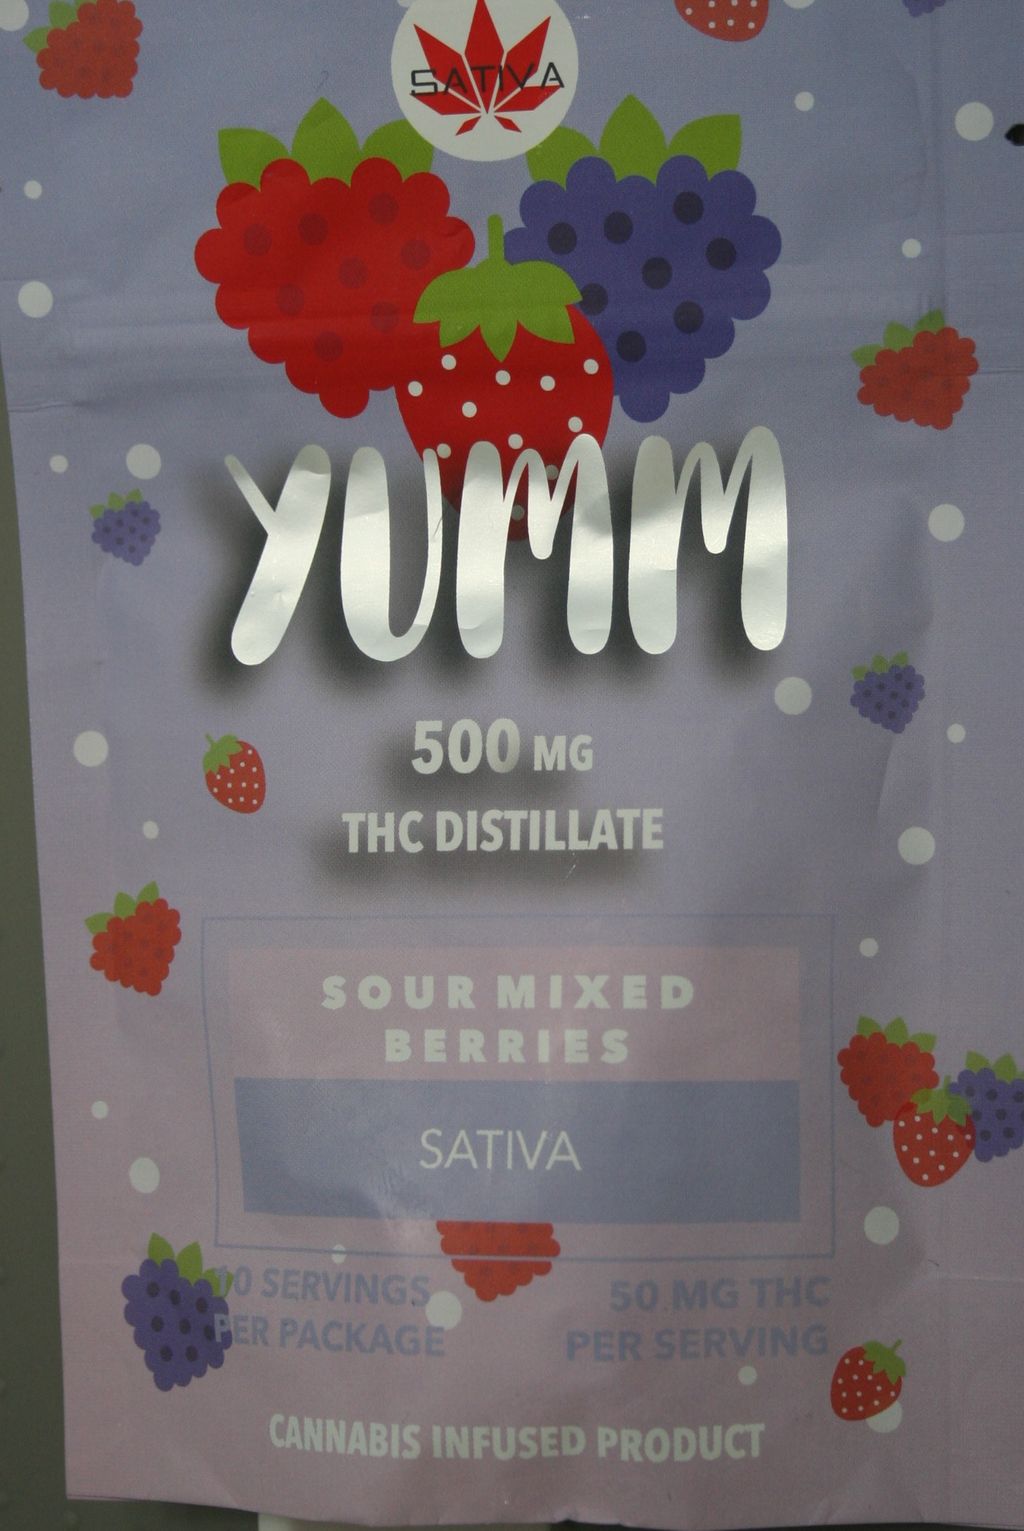 SATIVA
YUMM
500 MG
THC DISTILLATE
SOUR MIXED
BERRIES
SATIVA
10 SERVINGS
PER PACKAGE
50 MG THC
PER SERVING
CANNABIS INFUSED PRODUCT